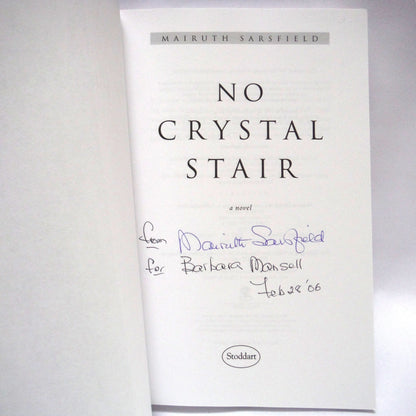 MAIRUTH SARSFIELD
NO
CRYSTAL
STAIR
a novel
from Mairuth Sarsfield
for Barbara Mansell
Feb 28 '06
Stoddart